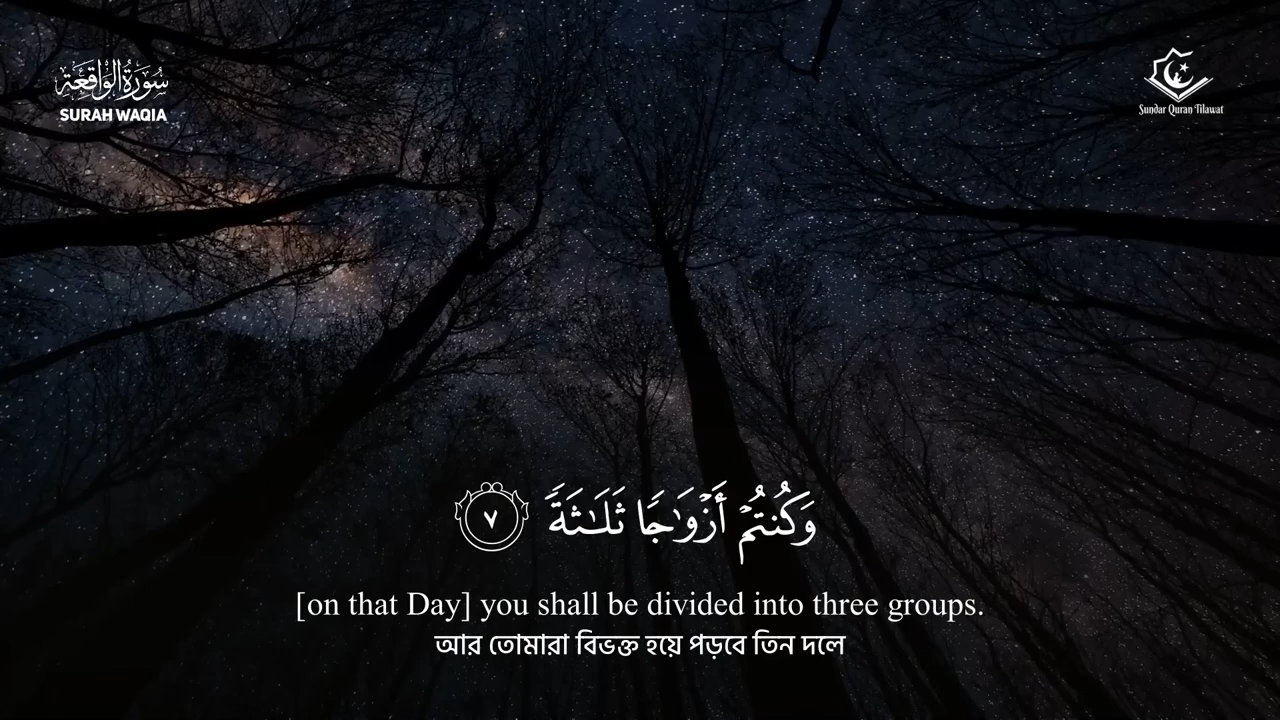 سُورَةُ الْوَاقِعَة
SURAH WAQIA
Sundar Quran Tilawat
وَكُنتُمْ أَزْوَٰجًا ثَلَـٰثَةً ٧
[on that Day] you shall be divided into three groups.
আর তোমারা বিভক্ত হয়ে পড়বে তিন দলে